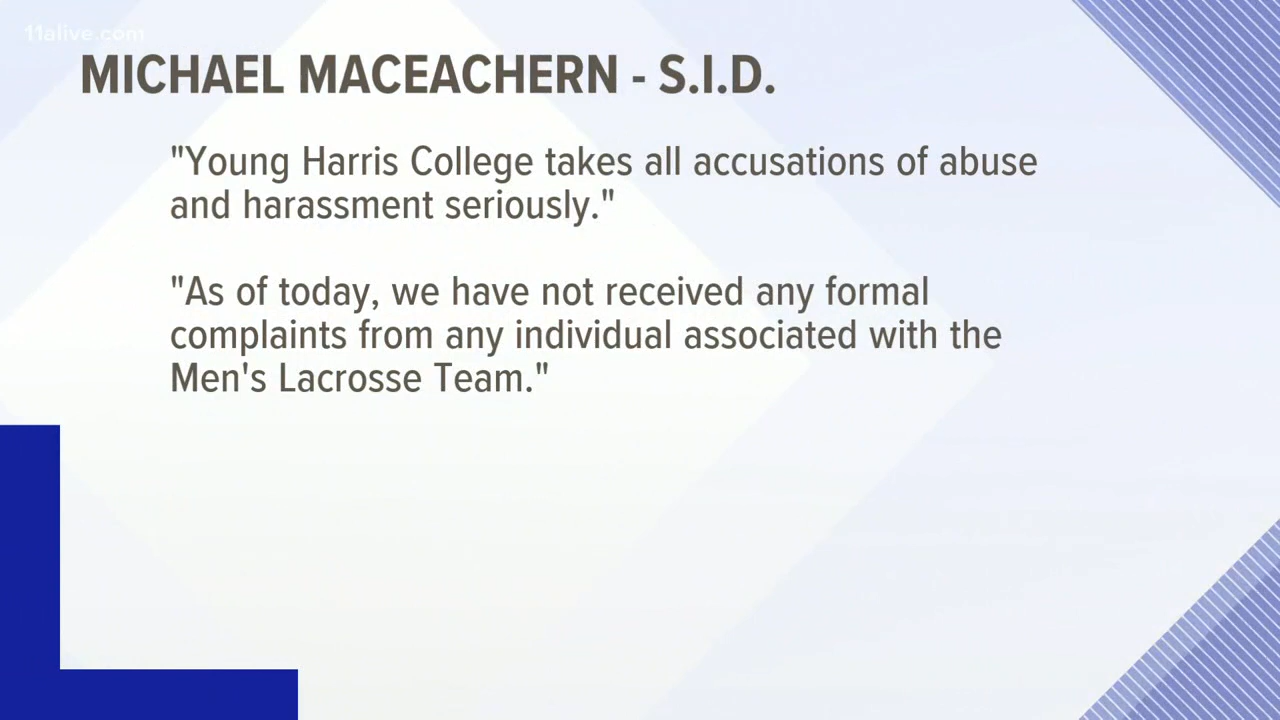 11alive.com
MICHAEL MACEACHERN - S.I.D.
"Young Harris College takes all accusations of abuse
and harassment seriously."
"As of today, we have not received any formal
complaints from any individual associated with the
Men's Lacrosse Team."